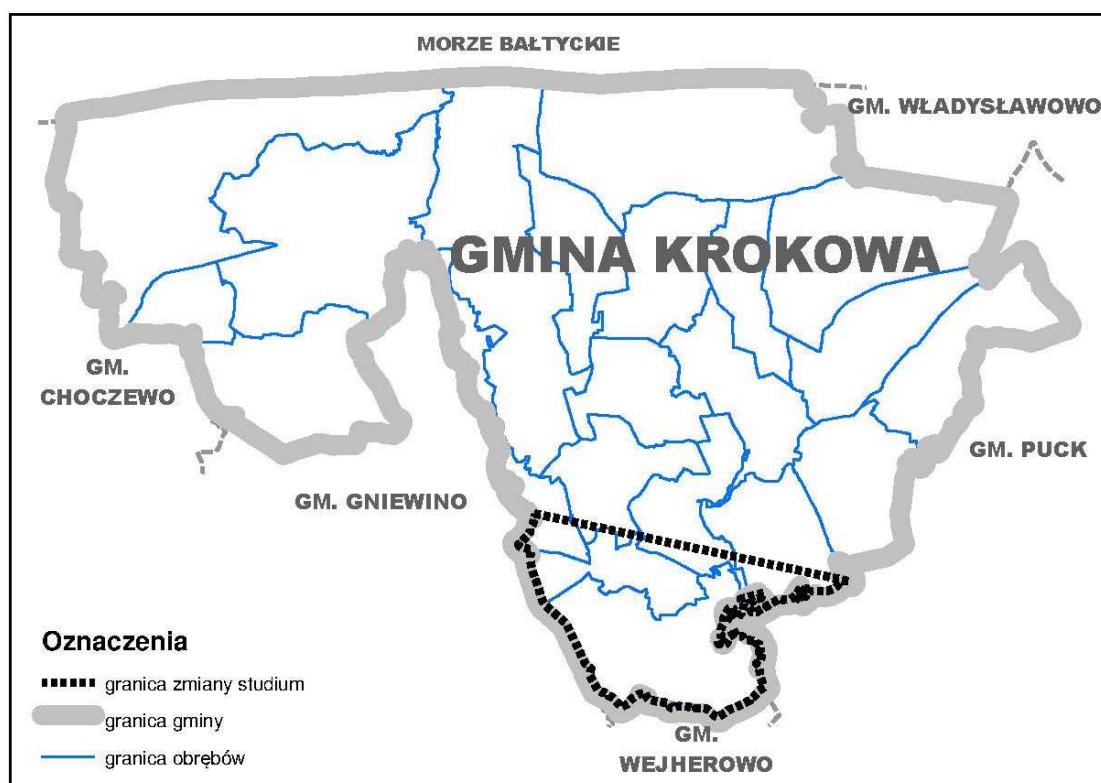 MORZE BAŁTYCKIE
GM. WŁADYSŁAWOWO
GMINA KROKOWA
GM.
CHOCZEWO
GM. PUCK
GM. GNIEWINO
Oznaczenia
granica zmiany studium
granica gminy
granica obrębów
GM.
WEJHEROWO